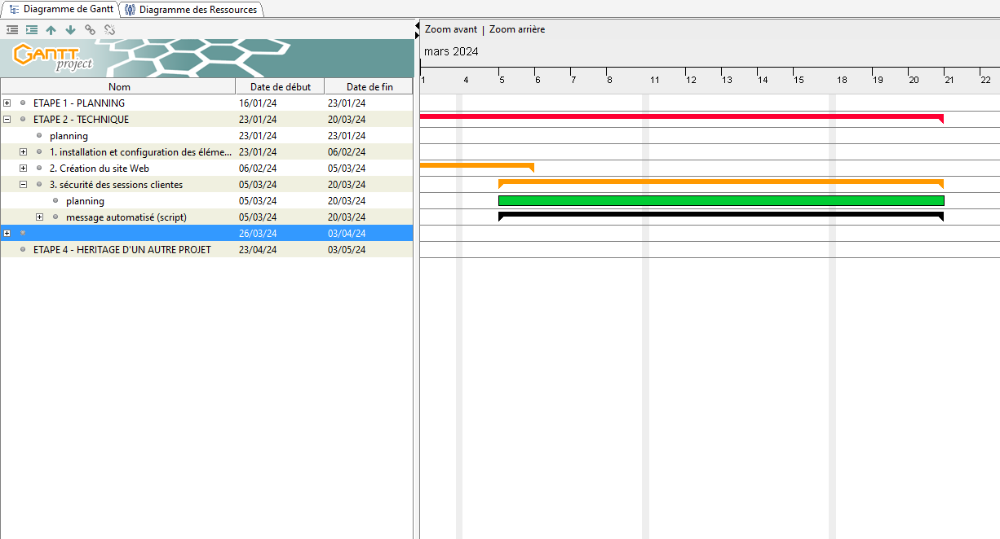 Diagramme de Gantt Diagramme des Ressources
Zoom avant | Zoom arrière
GANTT project
mars 2024
Nom Date de début Date de fin
1 4 5 6 7 8 11 12 13 14 15 18 19 20 21 22
ETAPE 1 - PLANNING 16/01/24 23/01/24
ETAPE 2 - TECHNIQUE 23/01/24 20/03/24
planning 23/01/24 23/01/24
1. installation et configuration des éléme... 23/01/24 06/02/24
2. Création du site Web 06/02/24 05/03/24
3. sécurité des sessions clientes 05/03/24 20/03/24
planning 05/03/24 20/03/24
message automatisé (script) 05/03/24 20/03/24
26/03/24 03/04/24
ETAPE 4 - HERITAGE D'UN AUTRE PROJET 23/04/24 03/05/24